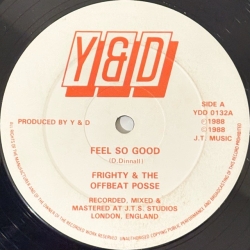 Y&D
SIDE A
YDD 0132A
PRODUCED BY Y & D
℗ 1988
© 1988
J.T. MUSIC
FEEL SO GOOD
(D.Dinnall)
FRIGHTY & THE
OFFBEAT POSSE
RECORDED, MIXED &
MASTERED AT J.T.S. STUDIOS
LONDON, ENGLAND